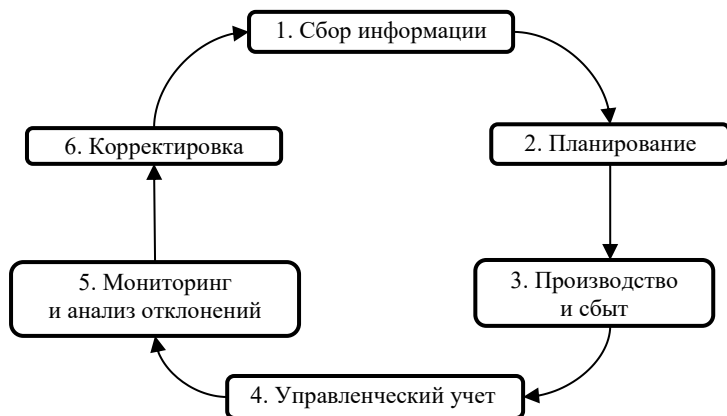 1. Сбор информации
2. Планирование
3. Производство
и сбыт
4. Управленческий учет
5. Мониторинг
и анализ отклонений
6. Корректировка